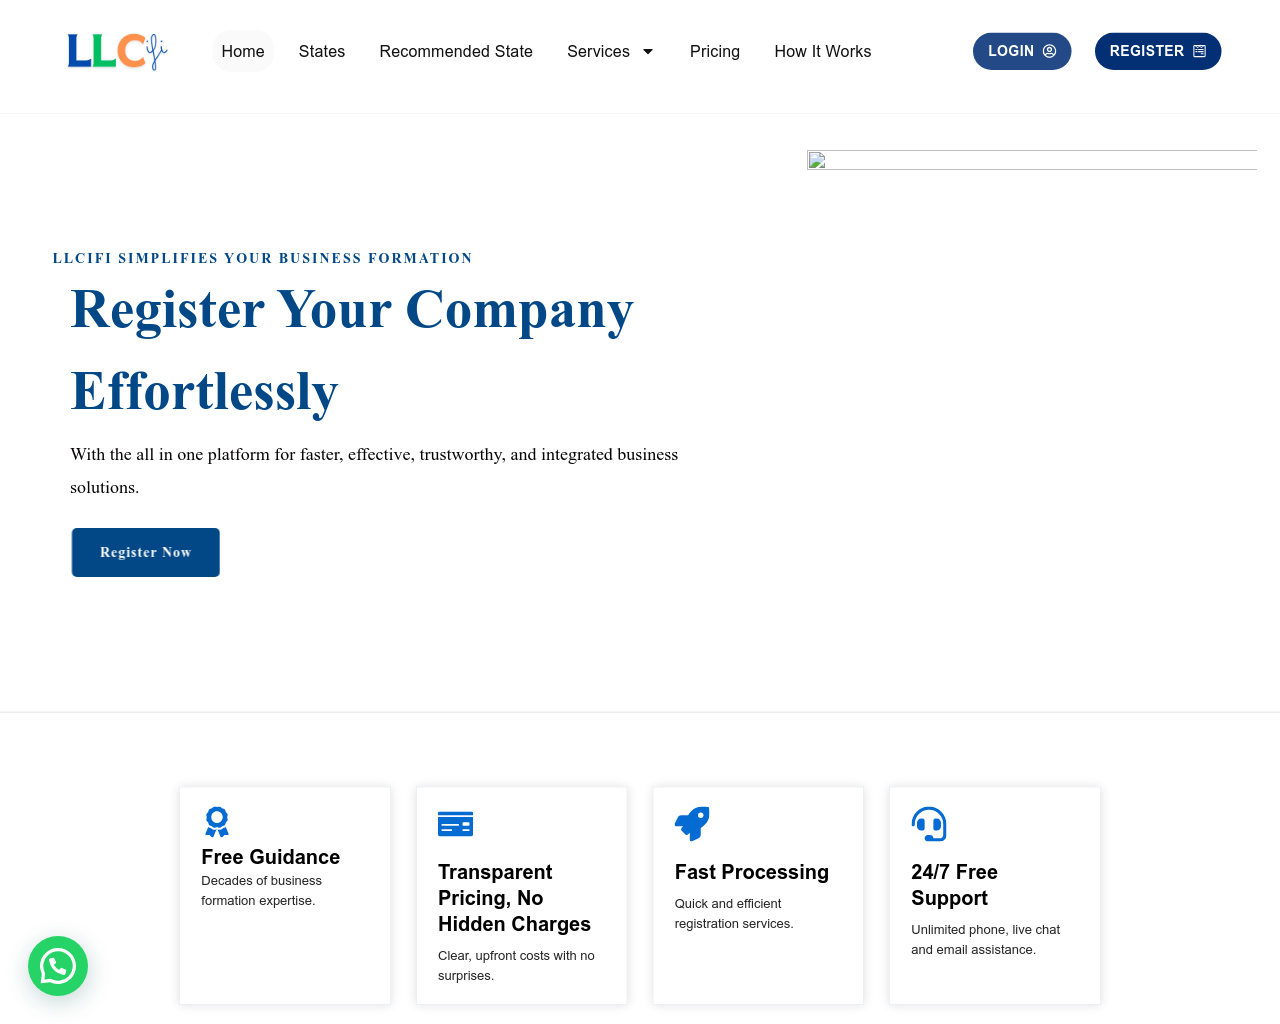 LLCifi
Home
States
Recommended State
Services
Pricing
How It Works
LOGIN
REGISTER
LLCIFI SIMPLIFIES YOUR BUSINESS FORMATION
Register Your Company
Effortlessly
With the all in one platform for faster, effective, trustworthy, and integrated business
solutions.
Register Now
Free Guidance
Decades of business
formation expertise.
Transparent
Pricing, No
Hidden Charges
Clear, upfront costs with no
surprises.
Fast Processing
Quick and efficient
registration services.
24/7 Free
Support
Unlimited phone, live chat
and email assistance.